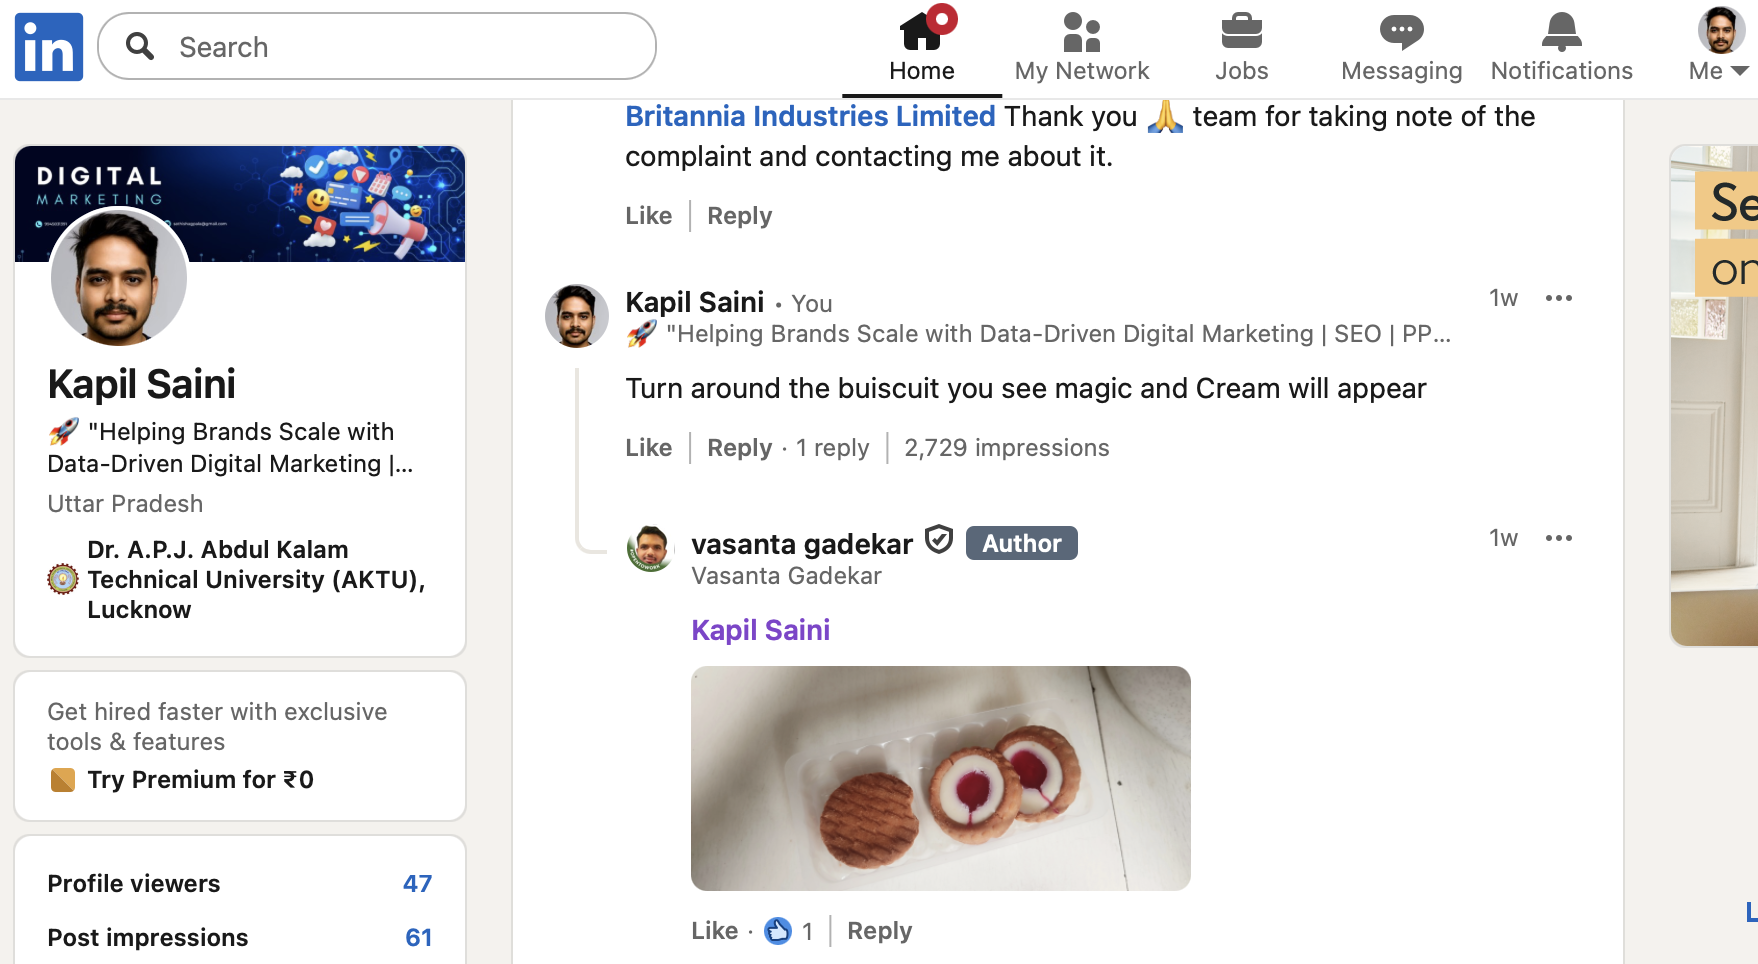 in
Search
Home
My Network
Jobs
Messaging
Notifications
Me
DIGITAL
MARKETING
Kapil Saini
🚀 "Helping Brands Scale with
Data-Driven Digital Marketing |...
Uttar Pradesh
Dr. A.P.J. Abdul Kalam
Technical University (AKTU),
Lucknow
Get hired faster with exclusive
tools & features
Try Premium for ₹0
Profile viewers 47
Post impressions 61
Britannia Industries Limited Thank you 🙏 team for taking note of the
complaint and contacting me about it.
Like | Reply
Kapil Saini • You 1w
🚀 "Helping Brands Scale with Data-Driven Digital Marketing | SEO | PP...
Turn around the buiscuit you see magic and Cream will appear
Like | Reply · 1 reply | 2,729 impressions
vasanta gadekar Author 1w
Vasanta Gadekar
Kapil Saini
Like · 1 | Reply
Se
on
L